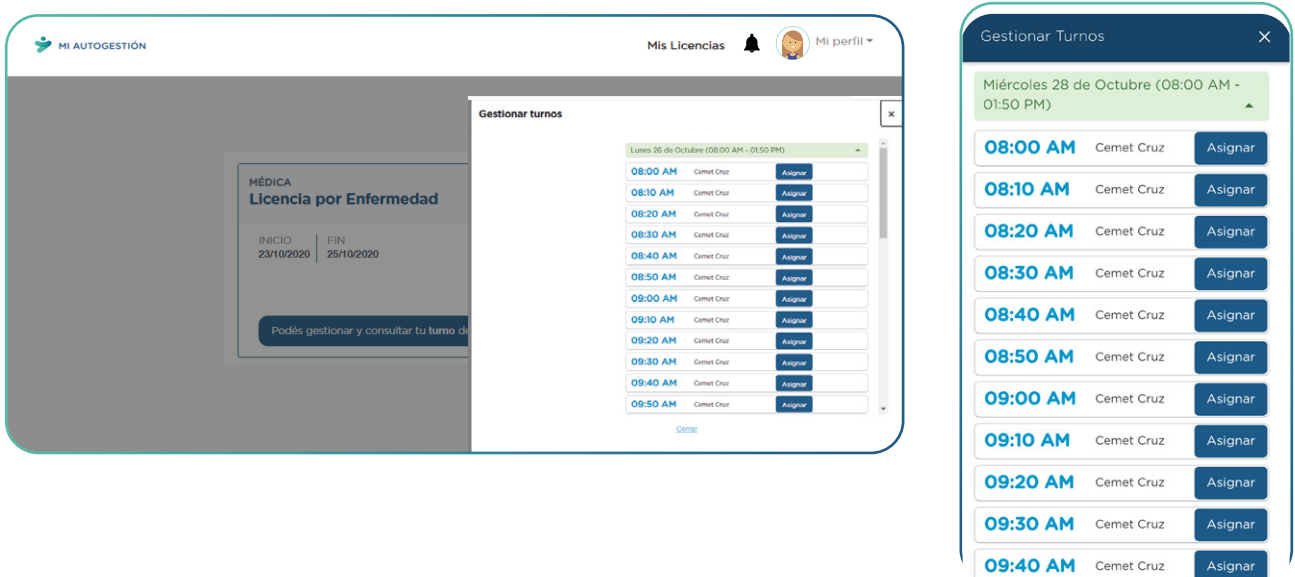 MI AUTOGESTIÓN
Mis Licencias
Mi perfil
MÉDICA
Licencia por Enfermedad
INICIO FIN
23/10/2020 25/10/2020
Podés gestionar y consultar tu turno de
Gestionar turnos
×
Lunes 26 de Octubre (08:00 AM - 01:50 PM)
08:00 AM Cemet Cruz Asignar
08:10 AM Cemet Cruz Asignar
08:20 AM Cemet Cruz Asignar
08:30 AM Cemet Cruz Asignar
08:40 AM Cemet Cruz Asignar
08:50 AM Cemet Cruz Asignar
09:00 AM Cemet Cruz Asignar
09:10 AM Cemet Cruz Asignar
09:20 AM Cemet Cruz Asignar
09:30 AM Cemet Cruz Asignar
09:40 AM Cemet Cruz Asignar
09:50 AM Cemet Cruz Asignar
Cerrar
Gestionar Turnos ×
Miércoles 28 de Octubre (08:00 AM -
01:50 PM)
08:00 AM Cemet Cruz Asignar
08:10 AM Cemet Cruz Asignar
08:20 AM Cemet Cruz Asignar
08:30 AM Cemet Cruz Asignar
08:40 AM Cemet Cruz Asignar
08:50 AM Cemet Cruz Asignar
09:00 AM Cemet Cruz Asignar
09:10 AM Cemet Cruz Asignar
09:20 AM Cemet Cruz Asignar
09:30 AM Cemet Cruz Asignar
09:40 AM Cemet Cruz Asignar